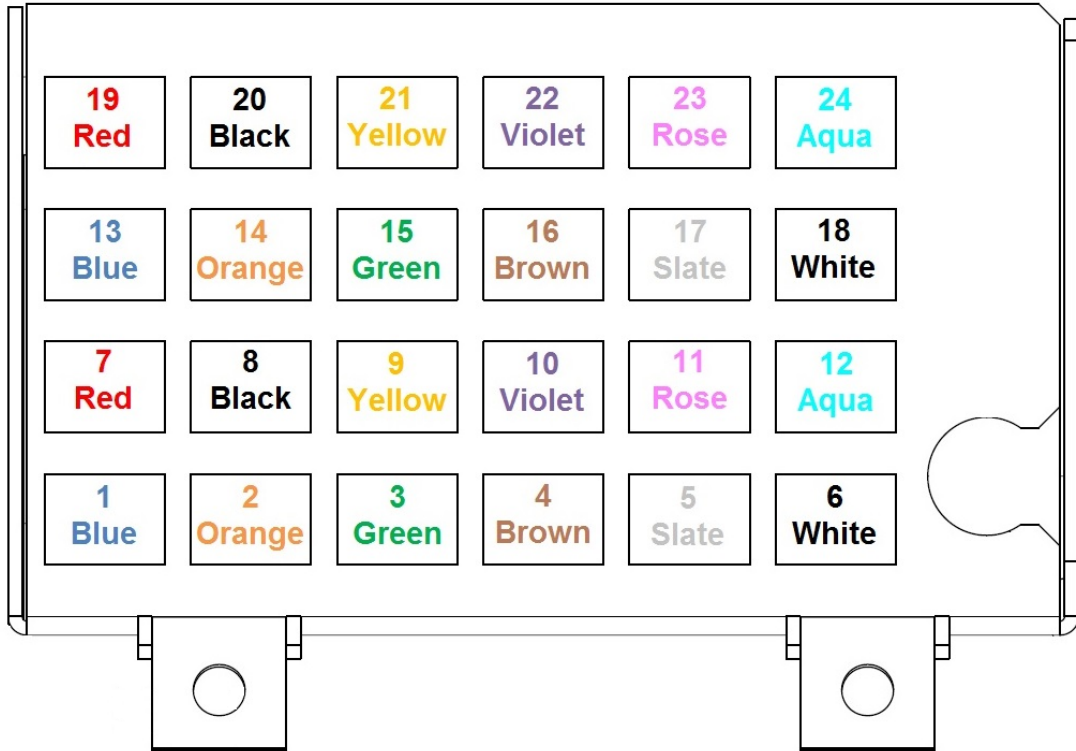 19
Red
20
Black
21
Yellow
22
Violet
23
Rose
24
Aqua
13
Blue
14
Orange
15
Green
16
Brown
17
Slate
18
White
7
Red
8
Black
9
Yellow
10
Violet
11
Rose
12
Aqua
1
Blue
2
Orange
3
Green
4
Brown
5
Slate
6
White